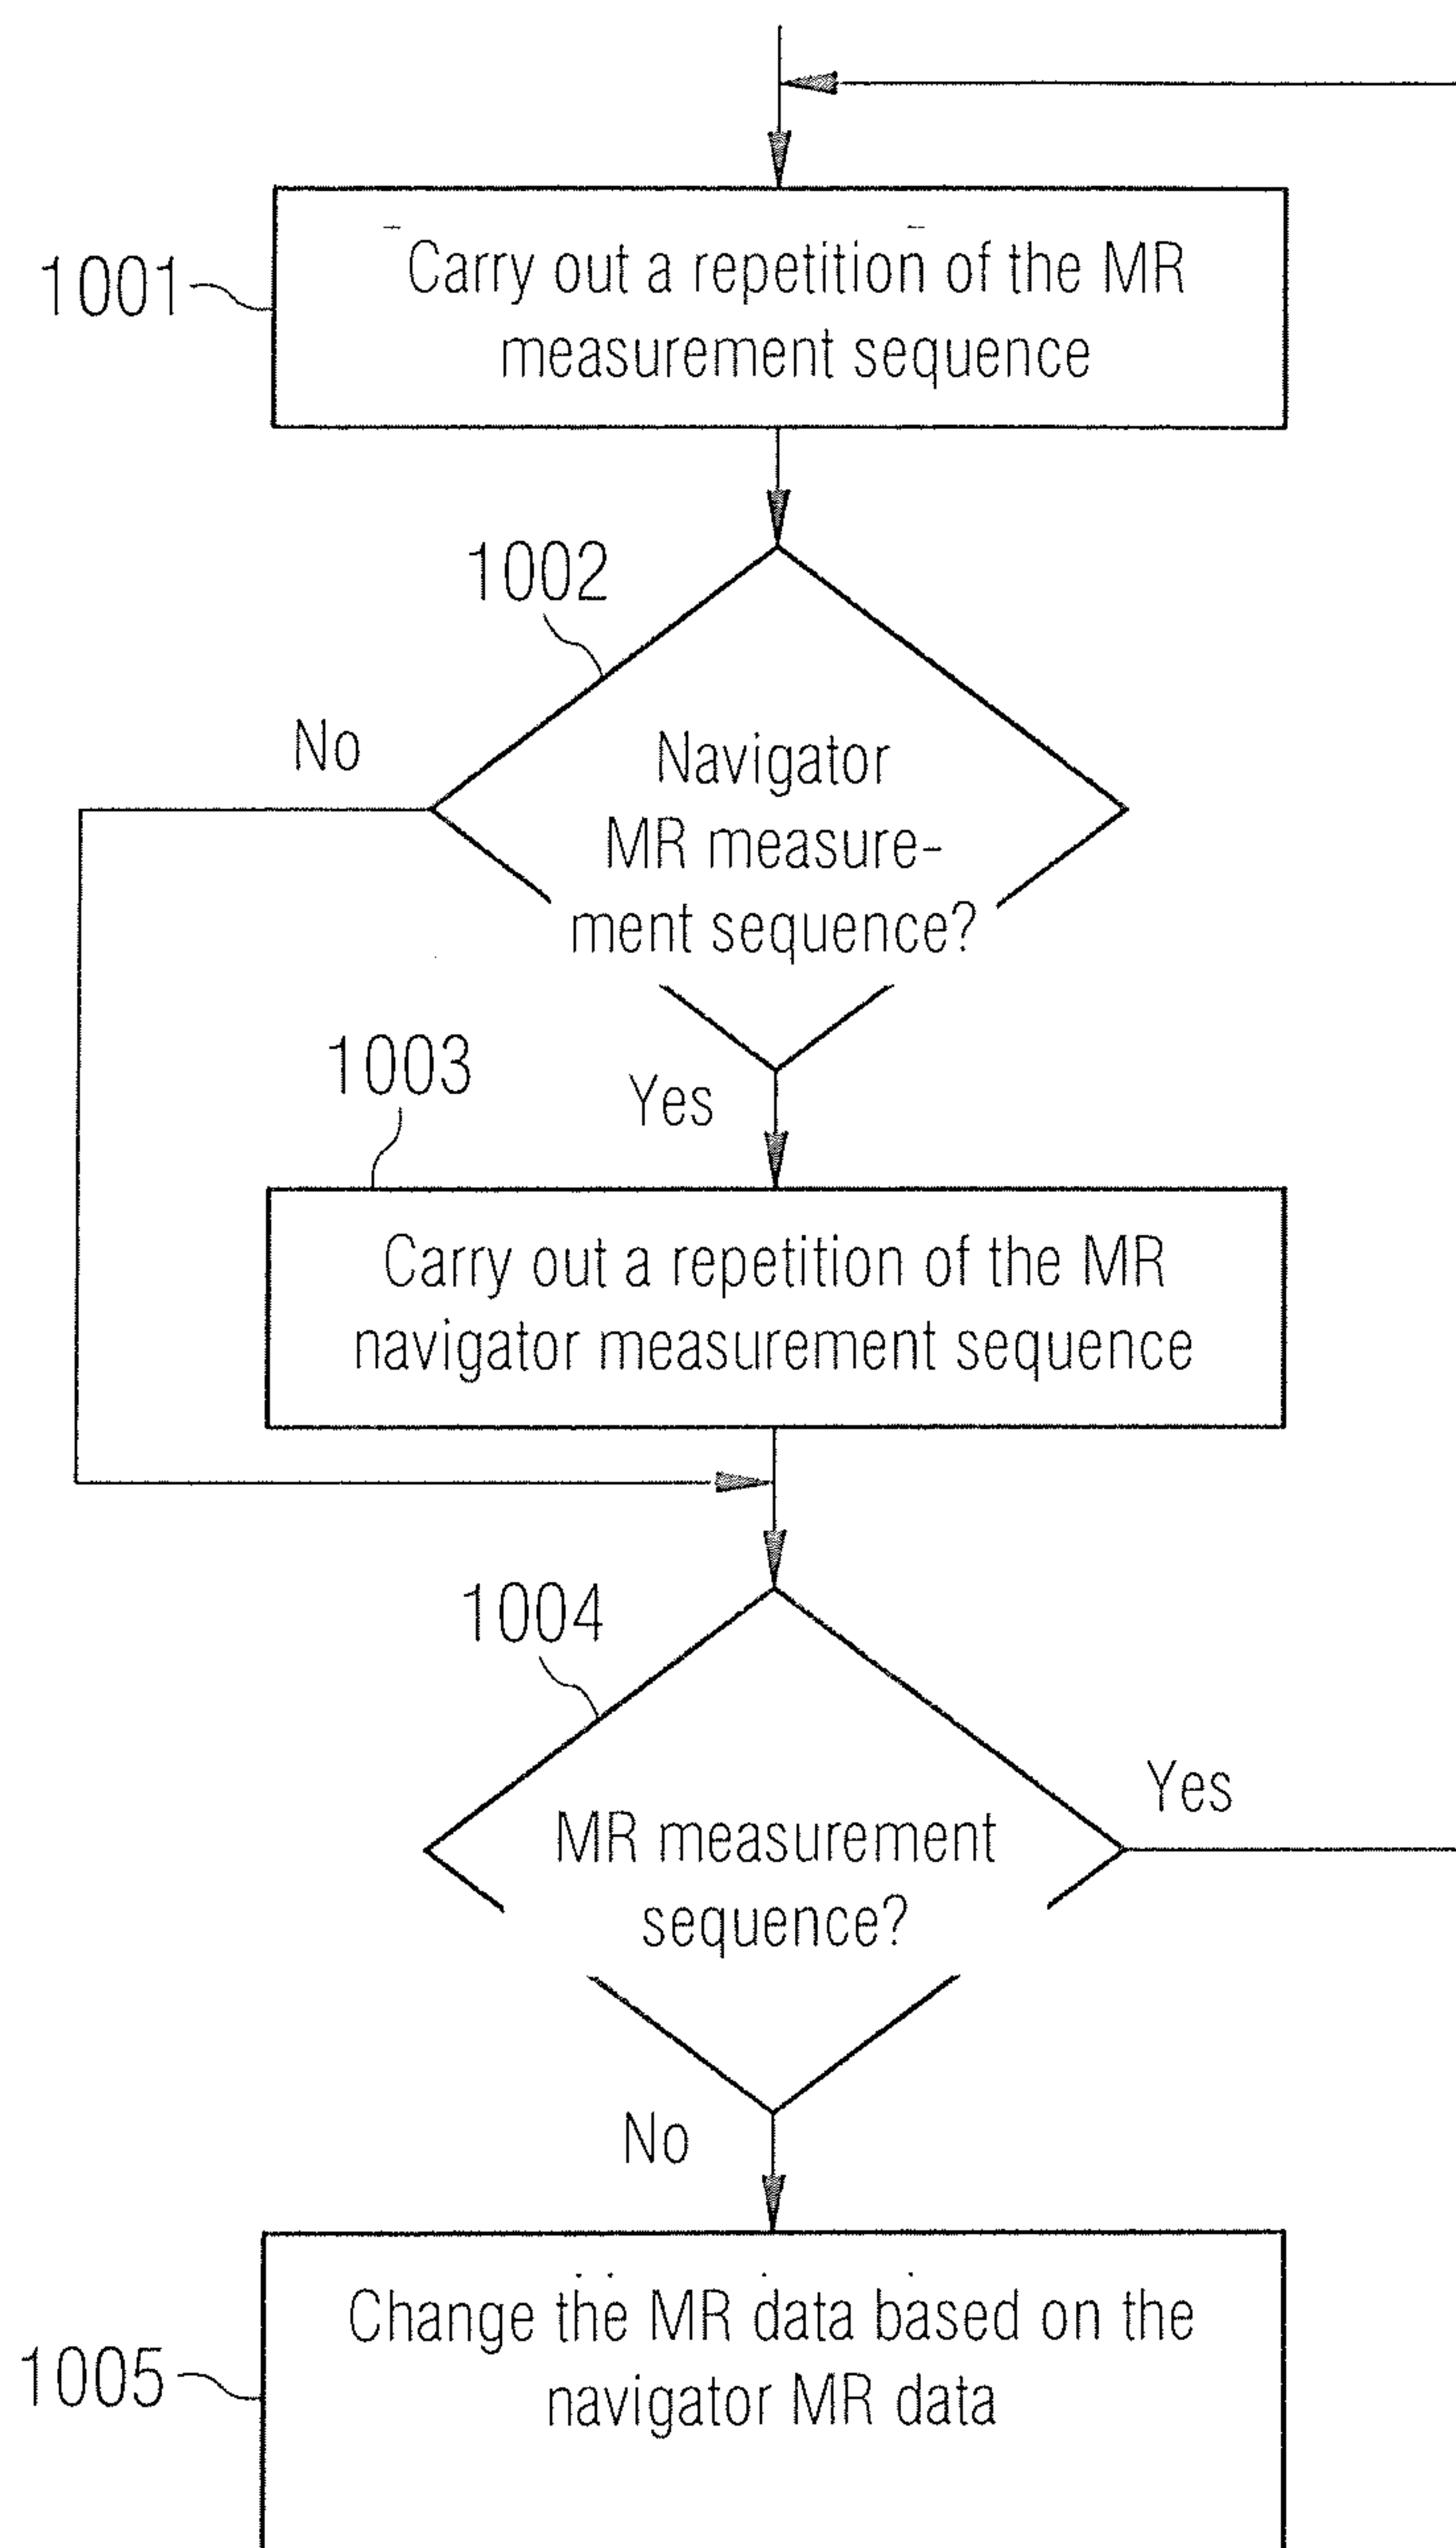 1001
Carry out a repetition of the MR
measurement sequence
1002
No
Navigator
MR measure-
ment sequence?
1003
Yes
Carry out a repetition of the MR
navigator measurement sequence
1004
Yes
MR measurement
sequence?
No
1005
Change the MR data based on the
navigator MR data